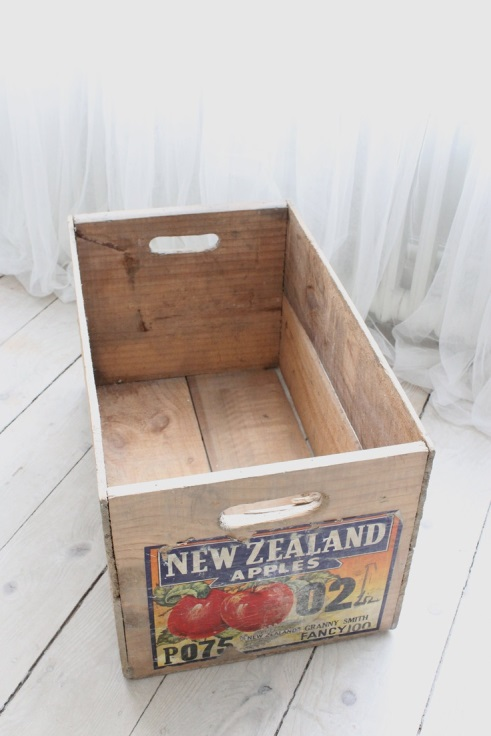 NEW ZEALAND
APPLES
02
GRANNY SMITH
NEW ZEALAND
P075
FANCY 100